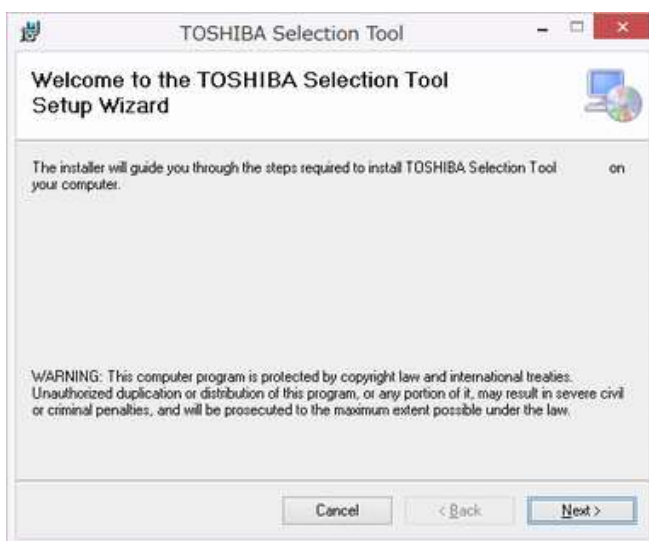 TOSHIBA Selection Tool
Welcome to the TOSHIBA Selection Tool
Setup Wizard
The installer will guide you through the steps required to install TOSHIBA Selection Tool on
your computer.
WARNING: This computer program is protected by copyright law and international treaties.
Unauthorized duplication or distribution of this program, or any portion of it, may result in severe civil
or criminal penalties, and will be prosecuted to the maximum extent possible under the law.
Cancel < Back Next >